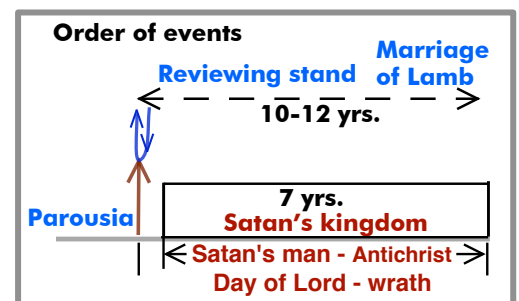 Order of events
Marriage
Reviewing stand of Lamb
10-12 yrs.
7 yrs.
Parousia Satan's kingdom
Satan's man - Antichrist
Day of Lord - wrath